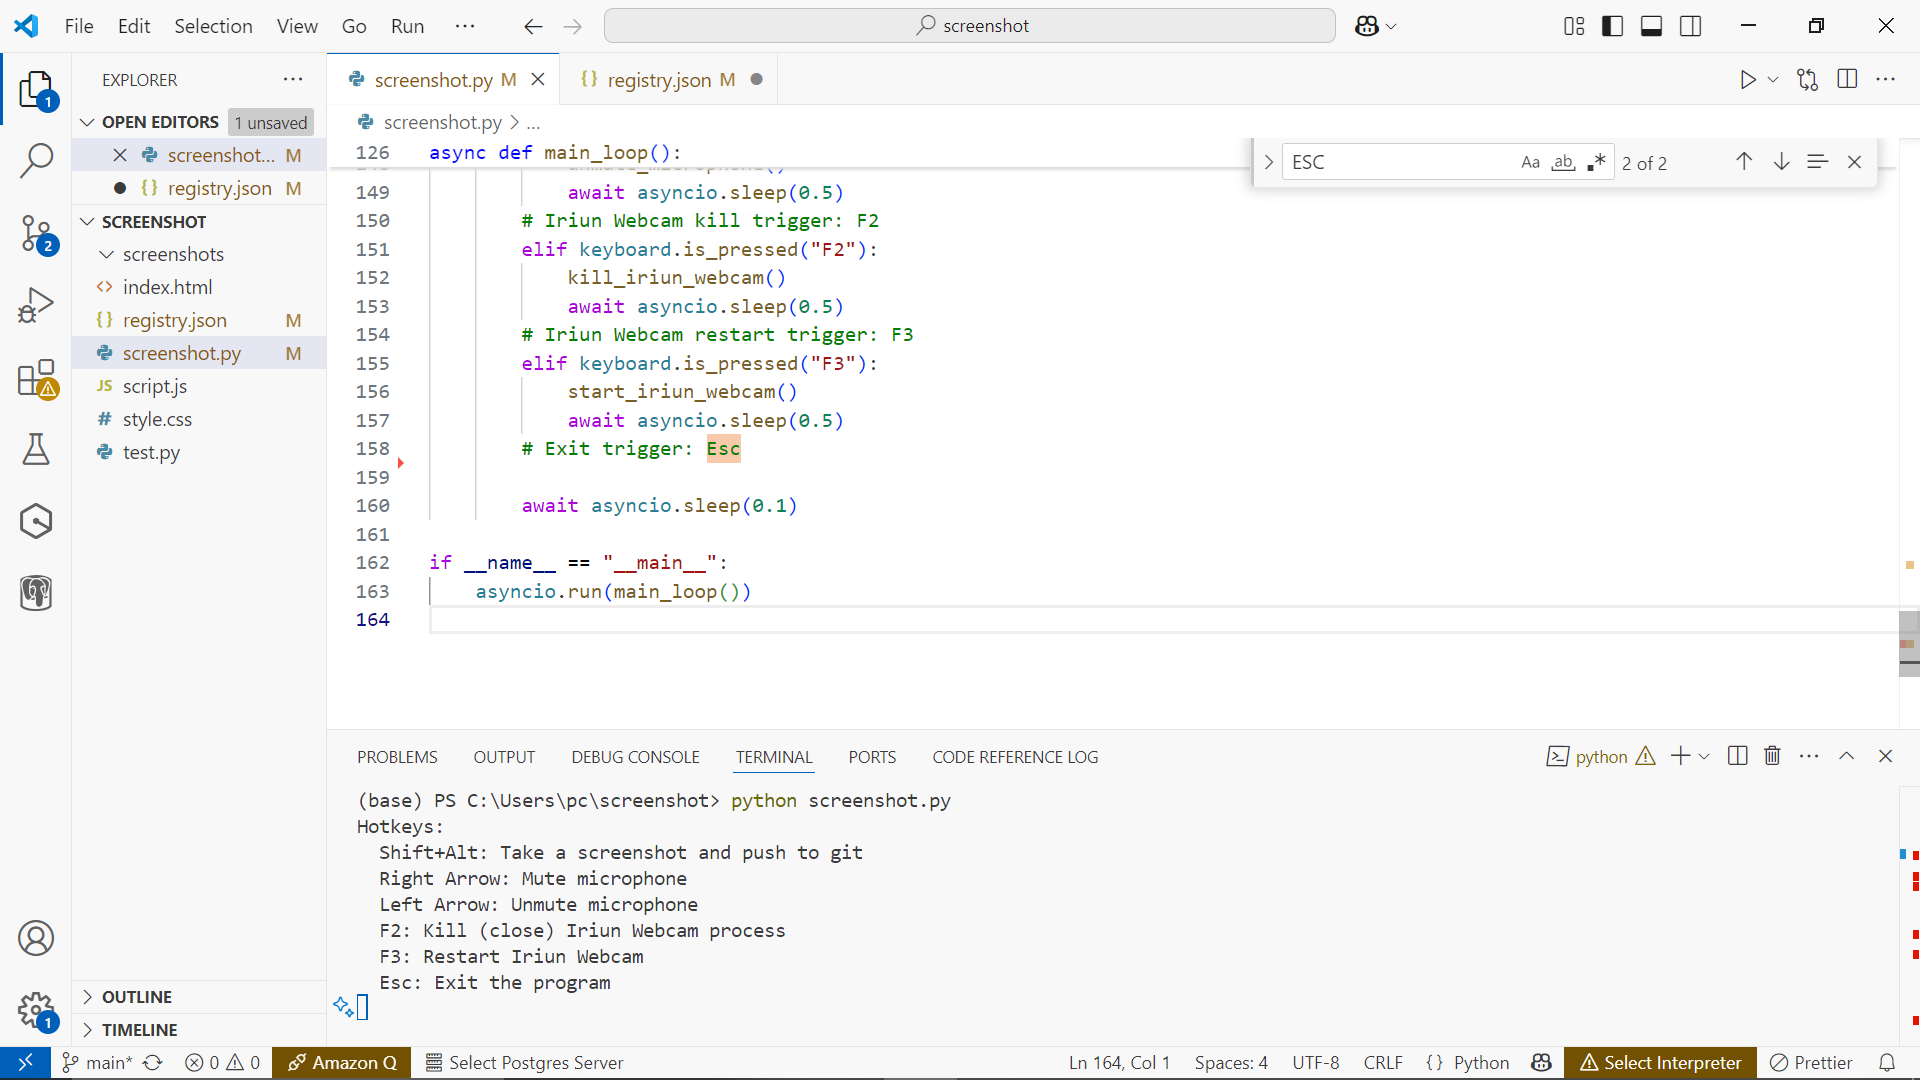 File Edit Selection View Go Run ··· screenshot
EXPLORER ···
OPEN EDITORS 1 unsaved
screenshot... M
registry.json M
SCREENSHOT
screenshots
index.html
registry.json M
screenshot.py M
JS script.js
# style.css
test.py
OUTLINE
TIMELINE
1
2
1
screenshot.py M
{} registry.json M
screenshot.py > ...
ESC Aa ab .* 2 of 2
126 async def main_loop():
149 await asyncio.sleep(0.5)
150 # Iriun Webcam kill trigger: F2
151 elif keyboard.is_pressed("F2"):
152 kill_iriun_webcam()
153 await asyncio.sleep(0.5)
154 # Iriun Webcam restart trigger: F3
155 elif keyboard.is_pressed("F3"):
156 start_iriun_webcam()
157 await asyncio.sleep(0.5)
158 # Exit trigger: Esc
159
160 await asyncio.sleep(0.1)
161
162 if __name__ == "__main__":
163 asyncio.run(main_loop())
164
PROBLEMS OUTPUT DEBUG CONSOLE TERMINAL PORTS CODE REFERENCE LOG python
(base) PS C:\Users\pc\screenshot> python screenshot.py
Hotkeys:
Shift+Alt: Take a screenshot and push to git
Right Arrow: Mute microphone
Left Arrow: Unmute microphone
F2: Kill (close) Iriun Webcam process
F3: Restart Iriun Webcam
Esc: Exit the program
main* 0 0 Amazon Q Select Postgres Server Ln 164, Col 1 Spaces: 4 UTF-8 CRLF {} Python Select Interpreter Prettier